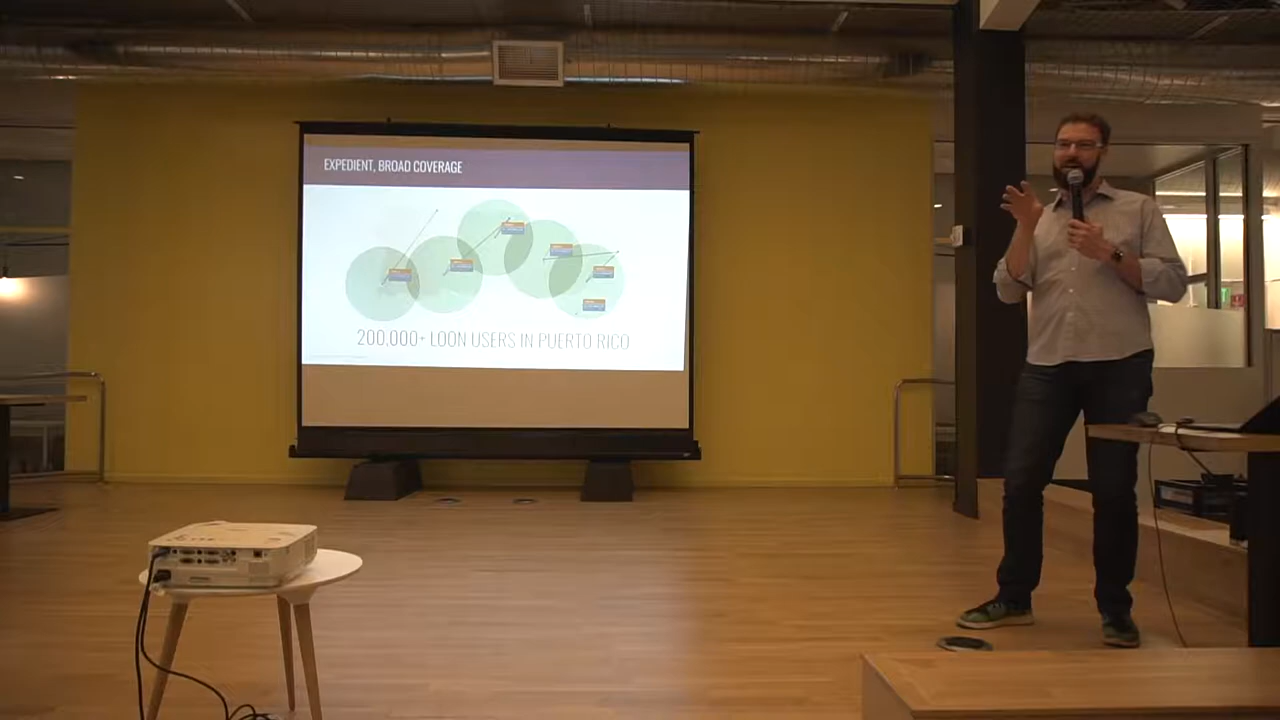 EXPEDIENT, BROAD COVERAGE
200,000+ LOON USERS IN PUERTO RICO